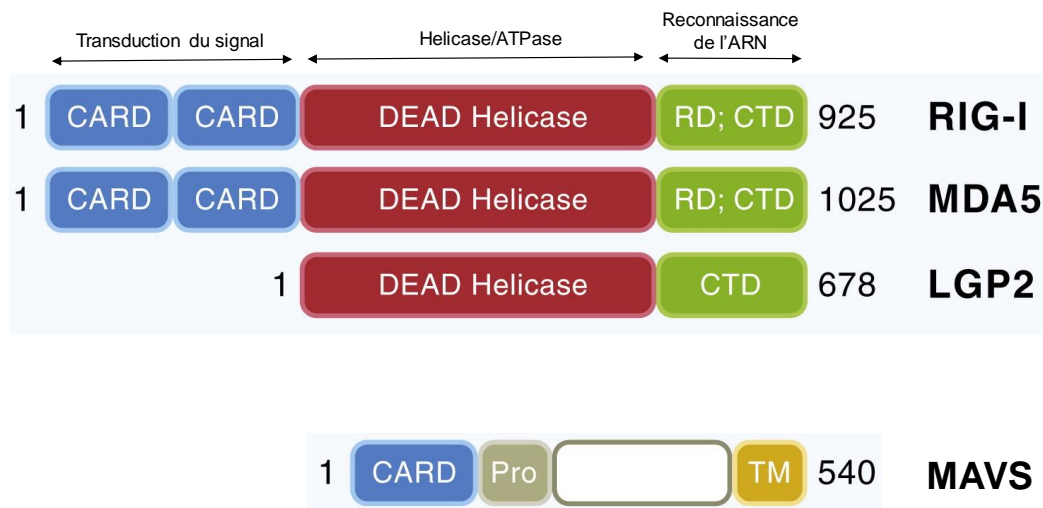 Transduction du signal
Helicase/ATPase
Reconnaissance
de l'ARN
1 CARD CARD DEAD Helicase RD; CTD 925 RIG-I
1 CARD CARD DEAD Helicase RD; CTD 1025 MDA5
1 DEAD Helicase CTD 678 LGP2
1 CARD Pro TM 540 MAVS